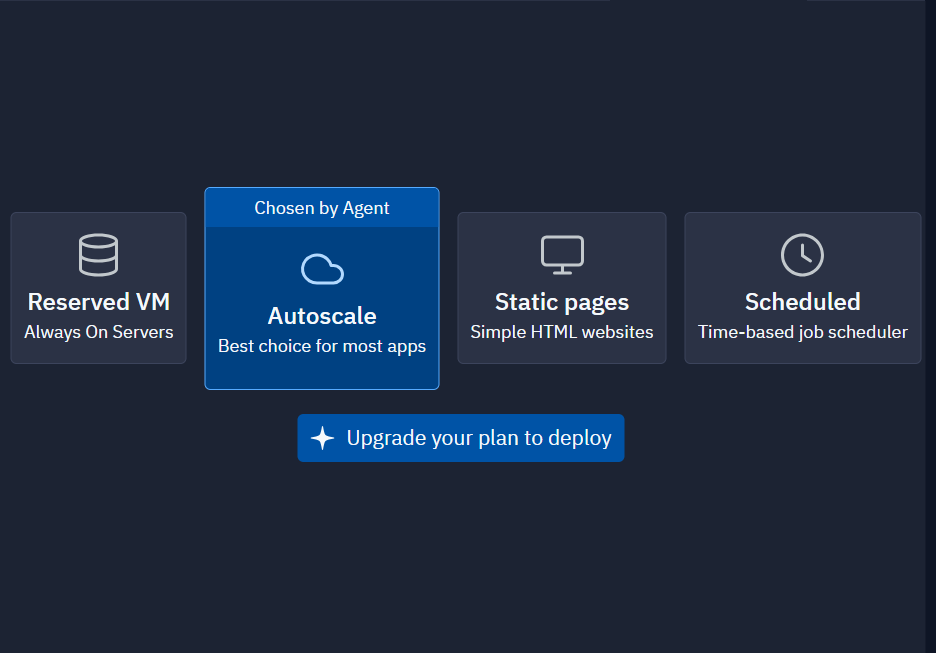 Chosen by Agent
Reserved VM
Always On Servers
Autoscale
Best choice for most apps
Static pages
Simple HTML websites
Scheduled
Time-based job scheduler
Upgrade your plan to deploy